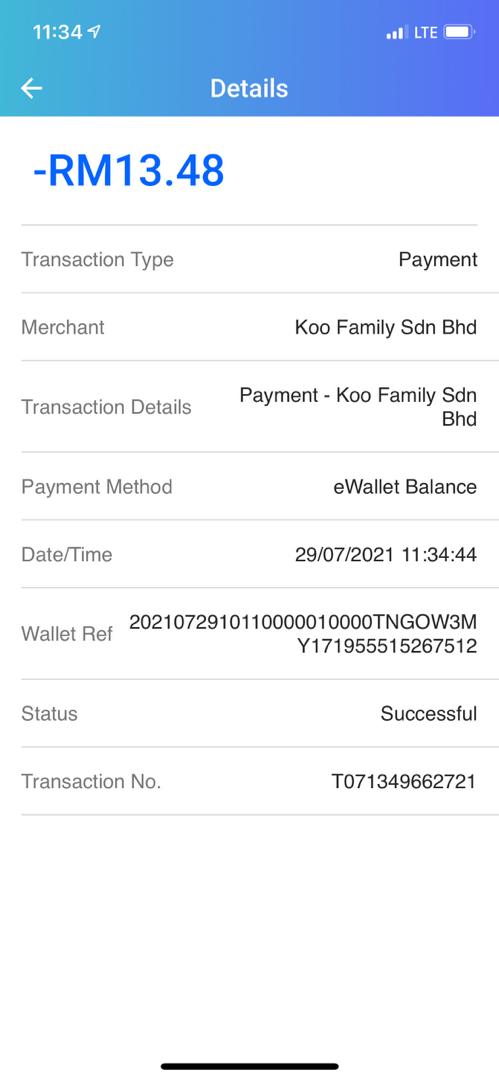 11:34 LTE
Details
-RM13.48
Transaction Type Payment
Merchant Koo Family Sdn Bhd
Transaction Details Payment - Koo Family Sdn
Bhd
Payment Method eWallet Balance
Date/Time 29/07/2021 11:34:44
Wallet Ref 2021072910110000010000TNGOW3M
Y171955515267512
Status Successful
Transaction No. T071349662721